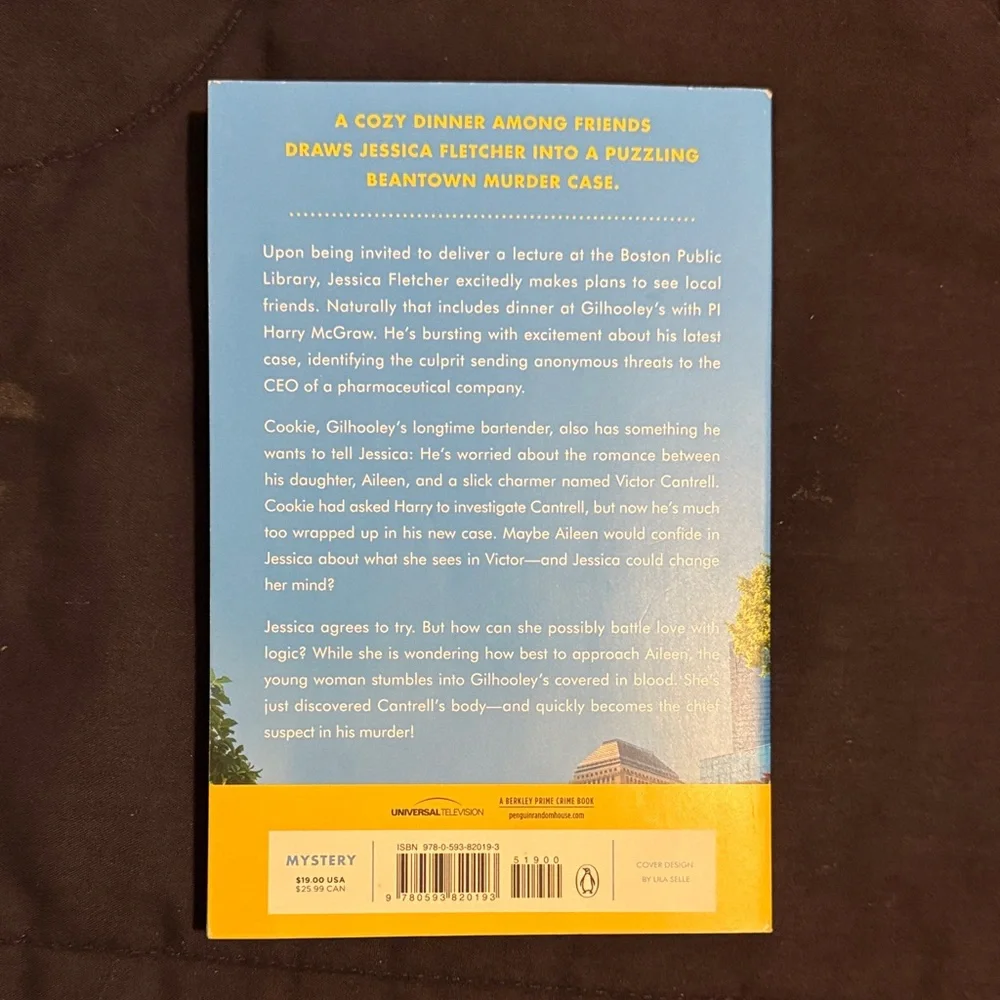 A COZY DINNER AMONG FRIENDS
DRAWS JESSICA FLETCHER INTO A PUZZLING
BEANTOWN MURDER CASE.
Upon being invited to deliver a lecture at the Boston Public
Library, Jessica Fletcher excitedly makes plans to see local
friends. Naturally that includes dinner at Gilhooley's with PI
Harry McGraw. He's bursting with excitement about his latest
case, identifying the culprit sending anonymous threats to the
CEO of a pharmaceutical company.
Cookie, Gilhooley's longtime bartender, also has something he
wants to tell Jessica: He's worried about the romance between
his daughter, Aileen, and a slick charmer named Victor Cantrell.
Cookie had asked Harry to investigate Cantrell, but now he's much
too wrapped up in his new case. Maybe Aileen would confide in
Jessica about what she sees in Victor—and Jessica could change
her mind?
Jessica agrees to try. But how can she possibly battle love with
logic? While she is wondering how best to approach Aileen, the
young woman stumbles into Gilhooley's covered in blood. She's
just discovered Cantrell's body—and quickly becomes the chief
suspect in his murder!
UNIVERSAL TELEVISION
A BERKLEY PRIME CRIME BOOK
penguinrandomhouse.com
MYSTERY
$19.00 USA
$25.99 CAN
ISBN 978-0-593-82019-3
51900
9 780593 820193
COVER DESIGN
BY LILA SELLE